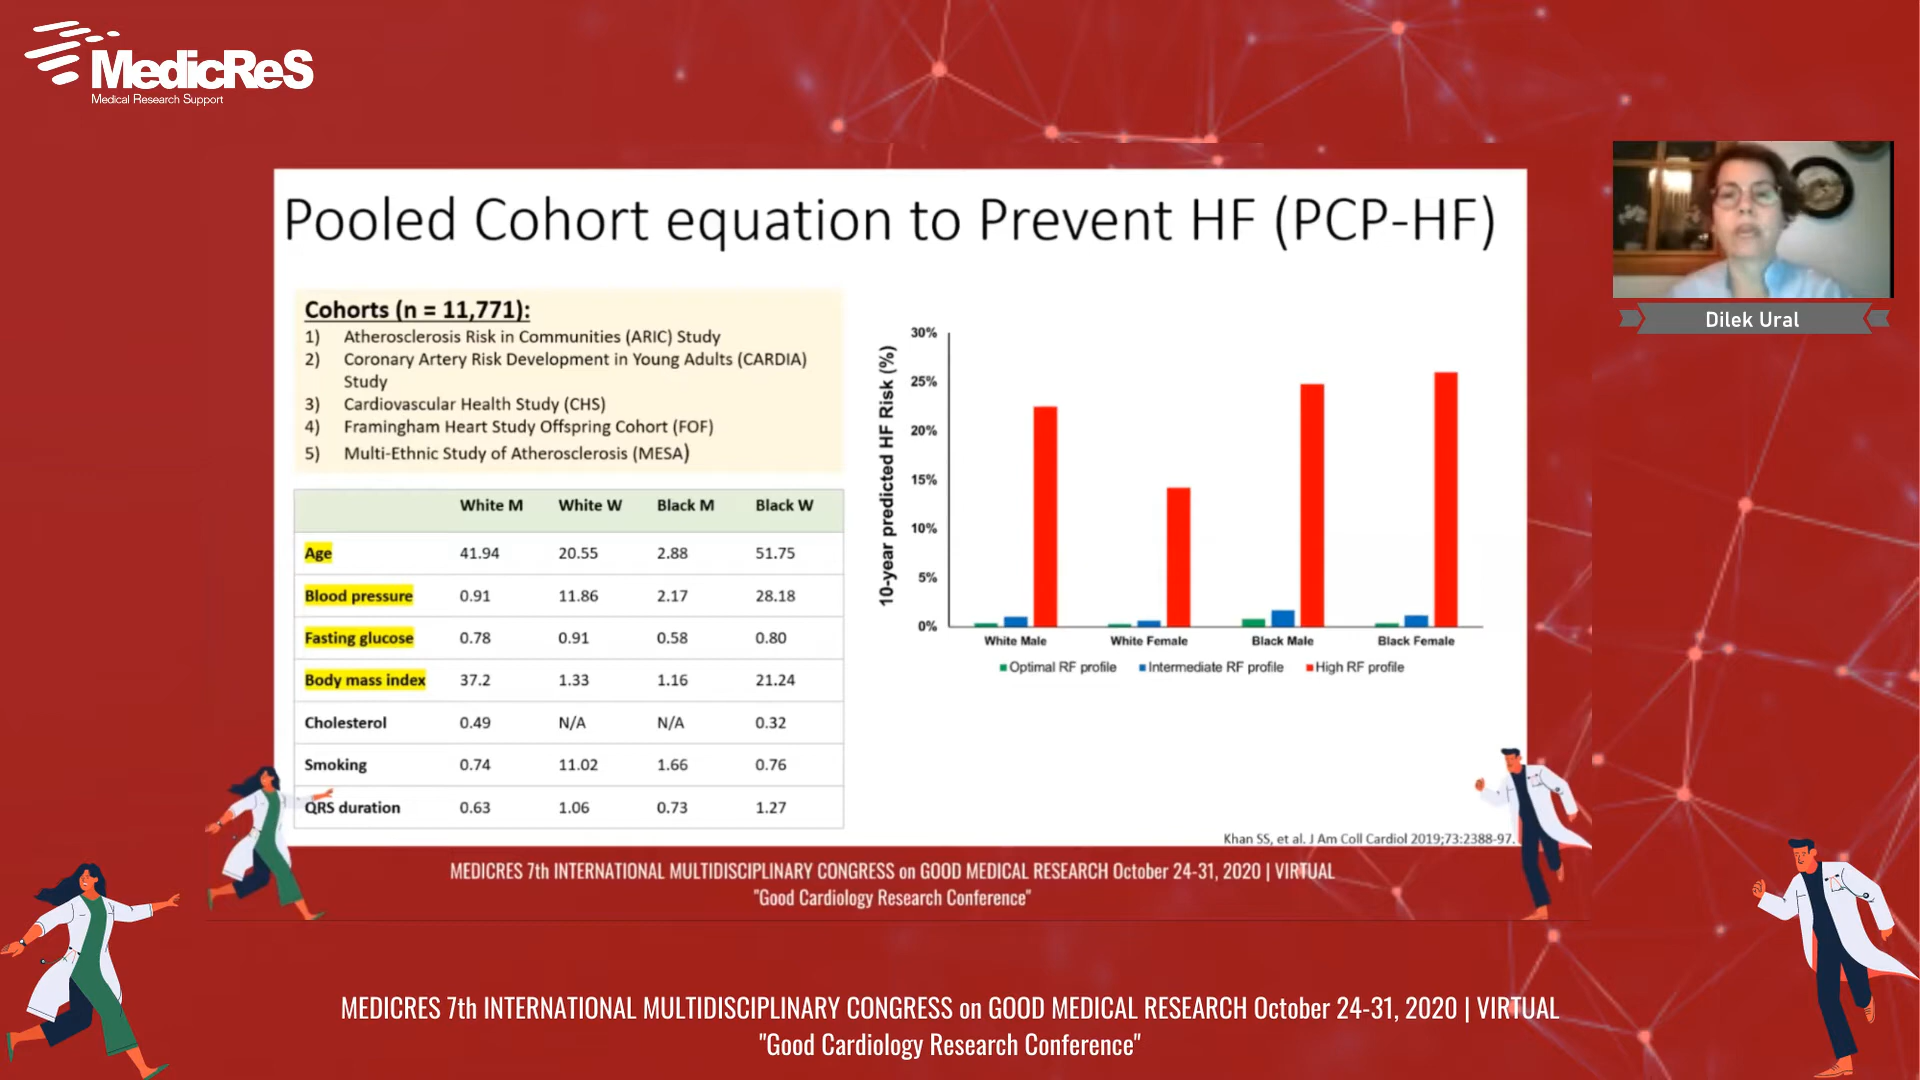 MedicReS
Medical Research Support
Pooled Cohort equation to Prevent HF (PCP-HF)
Cohorts (n = 11,771):
1) Atherosclerosis Risk in Communities (ARIC) Study
2) Coronary Artery Risk Development in Young Adults (CARDIA)
Study
3) Cardiovascular Health Study (CHS)
4) Framingham Heart Study Offspring Cohort (FOF)
5) Multi-Ethnic Study of Atherosclerosis (MESA)
White M White W Black M Black W
Age 41.94 20.55 2.88 51.75
Blood pressure 0.91 11.86 2.17 28.18
Fasting glucose 0.78 0.91 0.58 0.80
Body mass index 37.2 1.33 1.16 21.24
Cholesterol 0.49 N/A N/A 0.32
Smoking 0.74 11.02 1.66 0.76
QRS duration 0.63 1.06 0.73 1.27
10-year predicted HF Risk (%)
30%
25%
20%
15%
10%
5%
0%
White Male White Female Black Male Black Female
Optimal RF profile Intermediate RF profile High RF profile
Khan SS, et al. J Am Coll Cardiol 2019;73:2388-97.
Dilek Ural
MEDICRES 7th INTERNATIONAL MULTIDISCIPLINARY CONGRESS on GOOD MEDICAL RESEARCH October 24-31, 2020 | VIRTUAL
"Good Cardiology Research Conference"
MEDICRES 7th INTERNATIONAL MULTIDISCIPLINARY CONGRESS on GOOD MEDICAL RESEARCH October 24-31, 2020 | VIRTUAL
"Good Cardiology Research Conference"